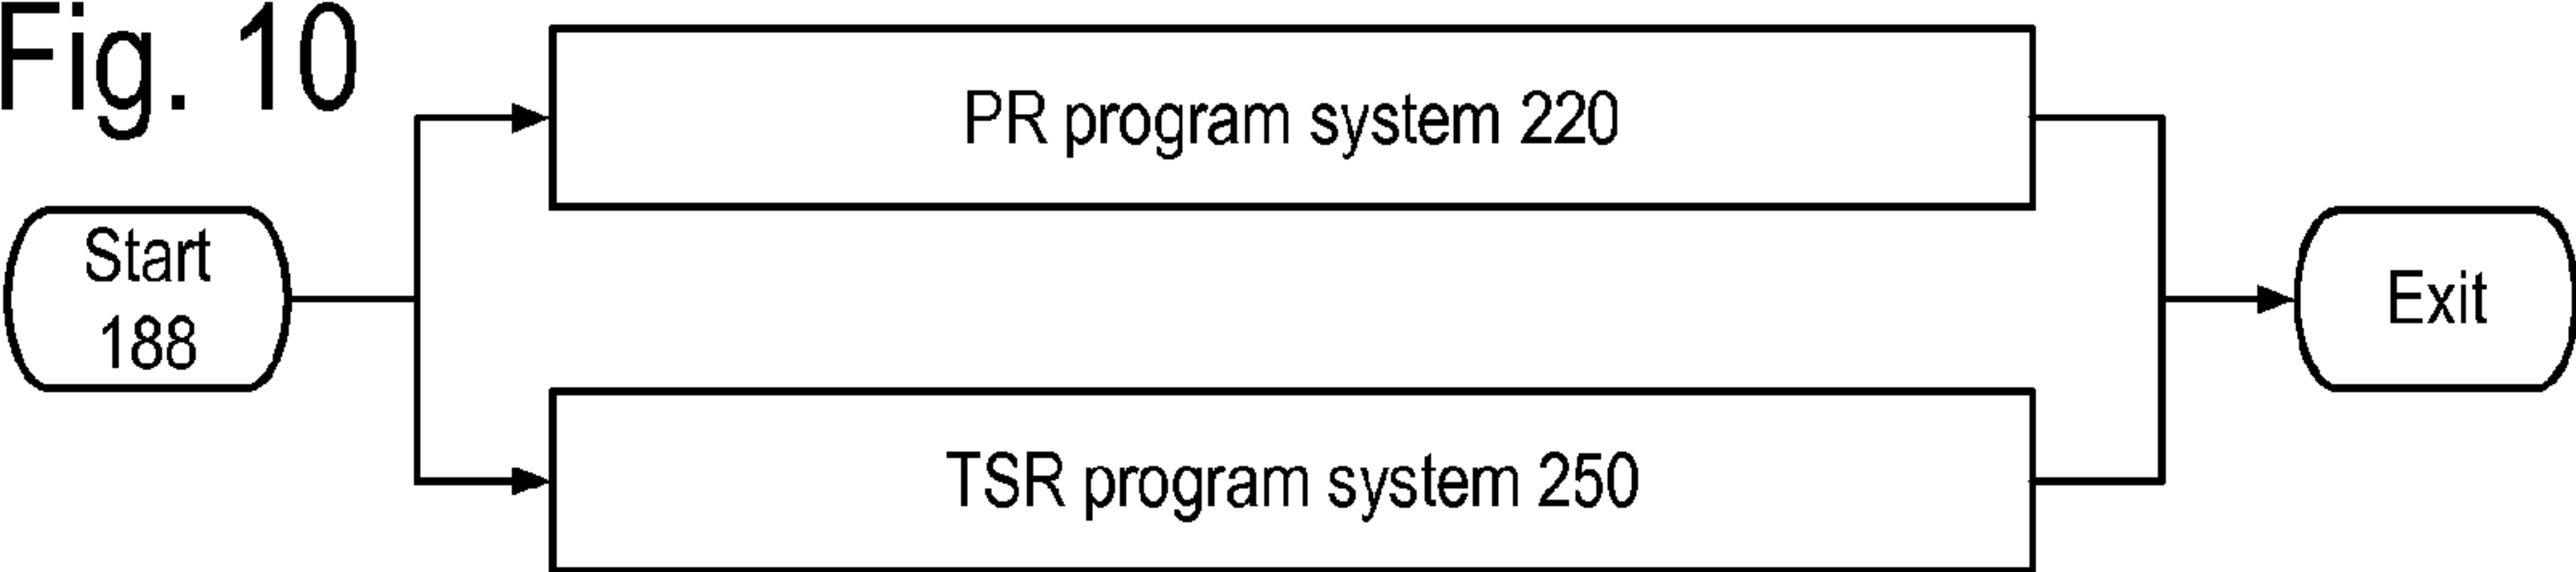 Fig. 10
PR program system 220
Start
188
Exit
TSR program system 250